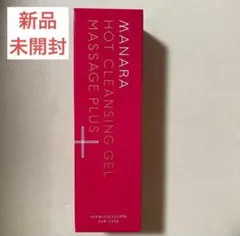 新品
未開封
MANARA
HOT CLEANSING GEL
MASSAGE PLUS